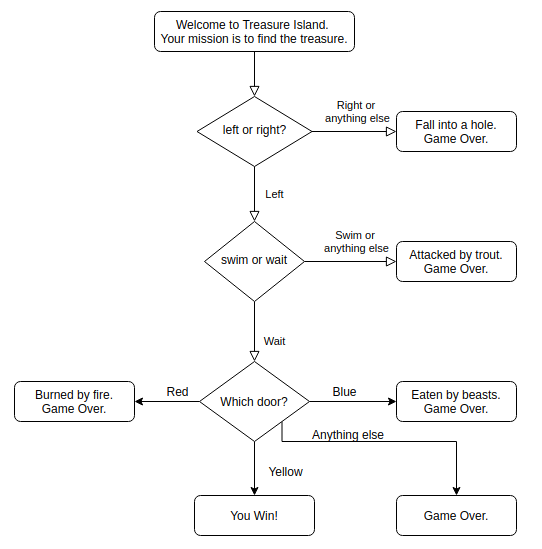 Welcome to Treasure Island.
Your mission is to find the treasure.
left or right?
Right or
anything else
Fall into a hole.
Game Over.
Left
swim or wait
Swim or
anything else
Attacked by trout.
Game Over.
Wait
Burned by fire.
Game Over.
Red
Which door?
Blue
Eaten by beasts.
Game Over.
Anything else
Yellow
You Win!
Game Over.